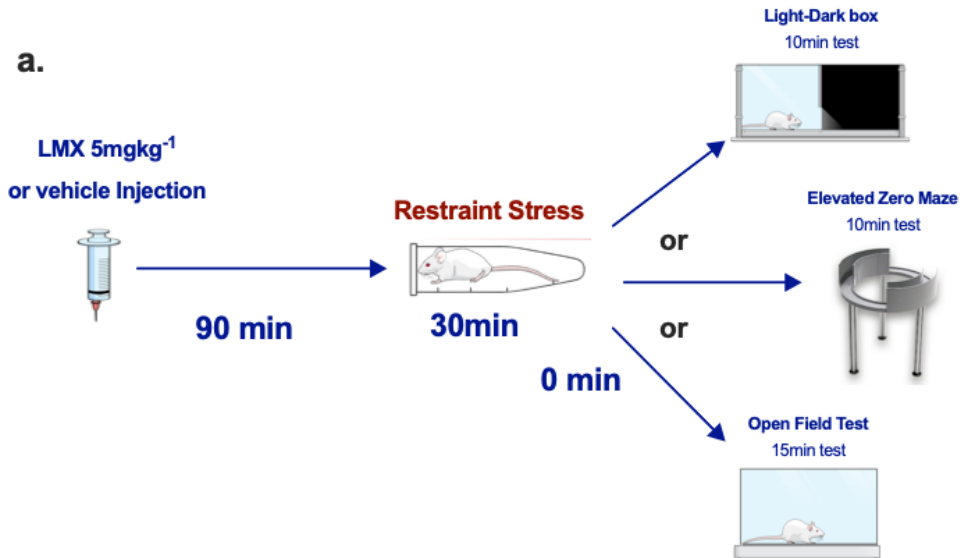 a.
LMX 5mgkg⁻¹
or vehicle Injection
90 min
Restraint Stress
30min
0 min
or
or
Light-Dark box
10min test
Elevated Zero Maze
10min test
Open Field Test
15min test